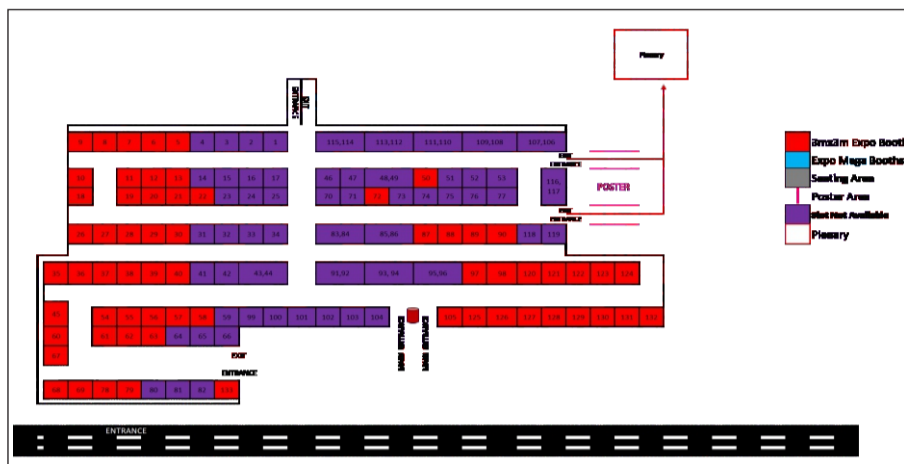 Plenary
EXIT
ENTRANCE
9 8 7 6 5 4 3 2 1 115,114 113,112 111,110 109,108 107,106
EXIT
ENTRANCE
10 11 12 13 14 15 16 17 46 47 48,49 50 51 52 53 116,
117
POSTER
18 19 20 21 22 23 24 25 70 71 72 73 74 75 76 77
EXIT
ENTRANCE
26 27 28 29 30 31 32 33 34 83,84 85,86 87 88 89 90 118 119
35 36 37 38 39 40 41 42 43,44 91,92 93, 94 95,96 97 98 120 121 122 123 124
54 55 56 57 58 59 99 100 101 102 103 104 105 125 126 127 128 129 130 131 132
60 61 62 63 64 65 66
67
MAIN ENTRANCE
MAIN ENTRANCE
EXIT
ENTRANCE
68 69 78 79 80 81 82
ENTRANCE
3mx3m Expo Booth
Expo Mega Booths
Seating Area
Poster Area
Slot Not Available
Plenary